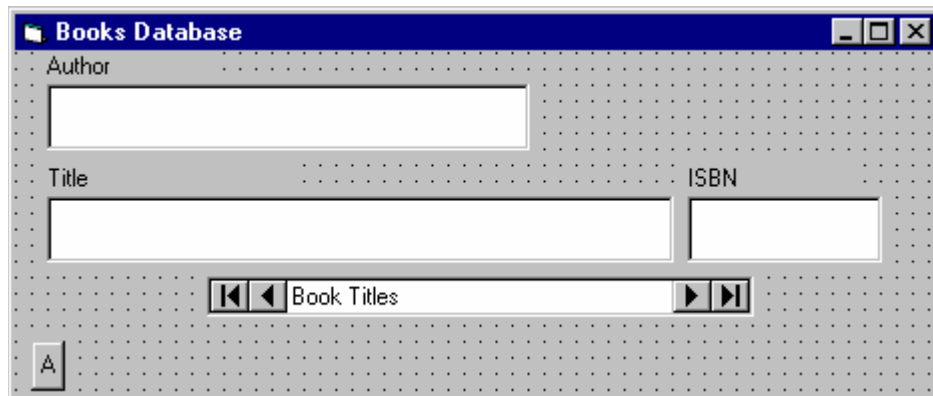 Books Database
Author
Title
ISBN
Book Titles
A